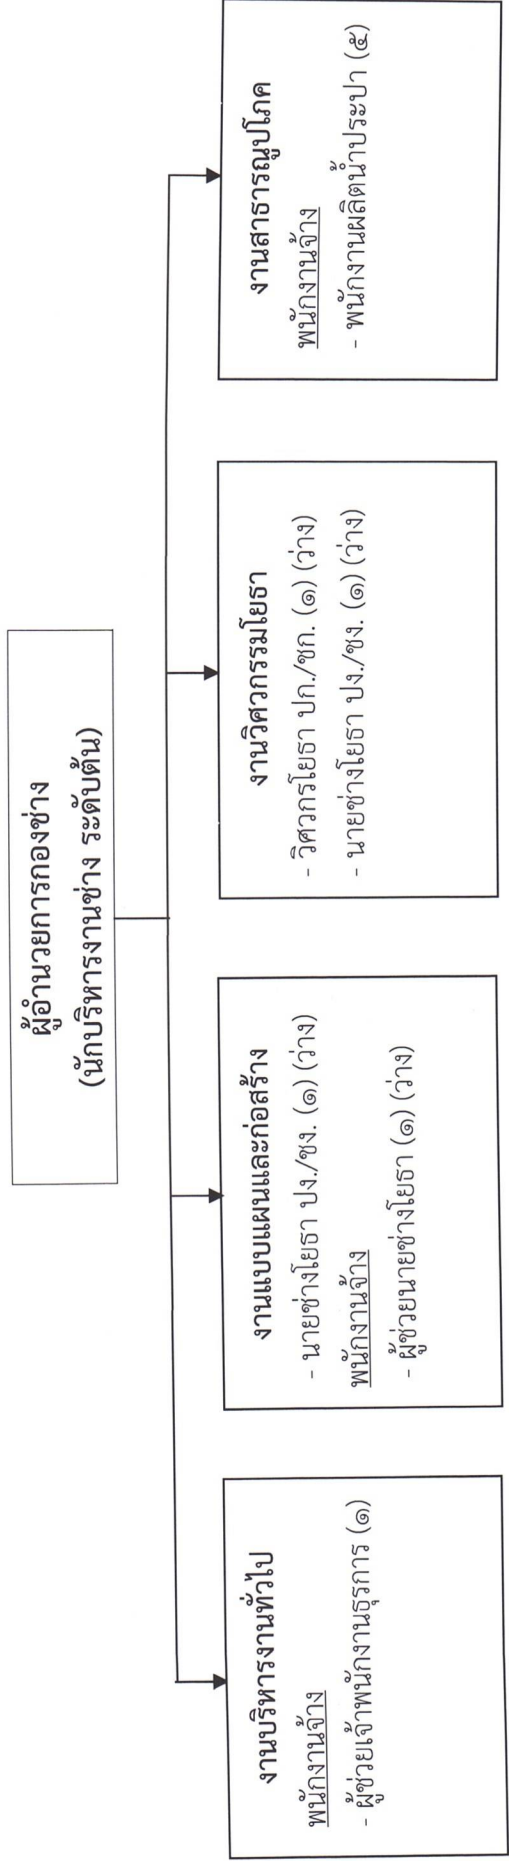 ผู้อำนวยการกองช่าง
(นักบริหารงานช่าง ระดับต้น)
งานบริหารงานทั่วไป
พนักงานจ้าง
- ผู้ช่วยเจ้าพนักงานธุรการ (๑)
งานแบบแผนและก่อสร้าง
- นายช่างโยธา ปง./ชง. (๑) (ว่าง)
พนักงานจ้าง
- ผู้ช่วยนายช่างโยธา (๑) (ว่าง)
งานวิศวกรรมโยธา
- วิศวกรโยธา ปก./ชก. (๑) (ว่าง)
- นายช่างโยธา ปง./ชง. (๑) (ว่าง)
งานสาธารณูปโภค
พนักงานจ้าง
- พนักงานผลิตน้ำประปา (๕)